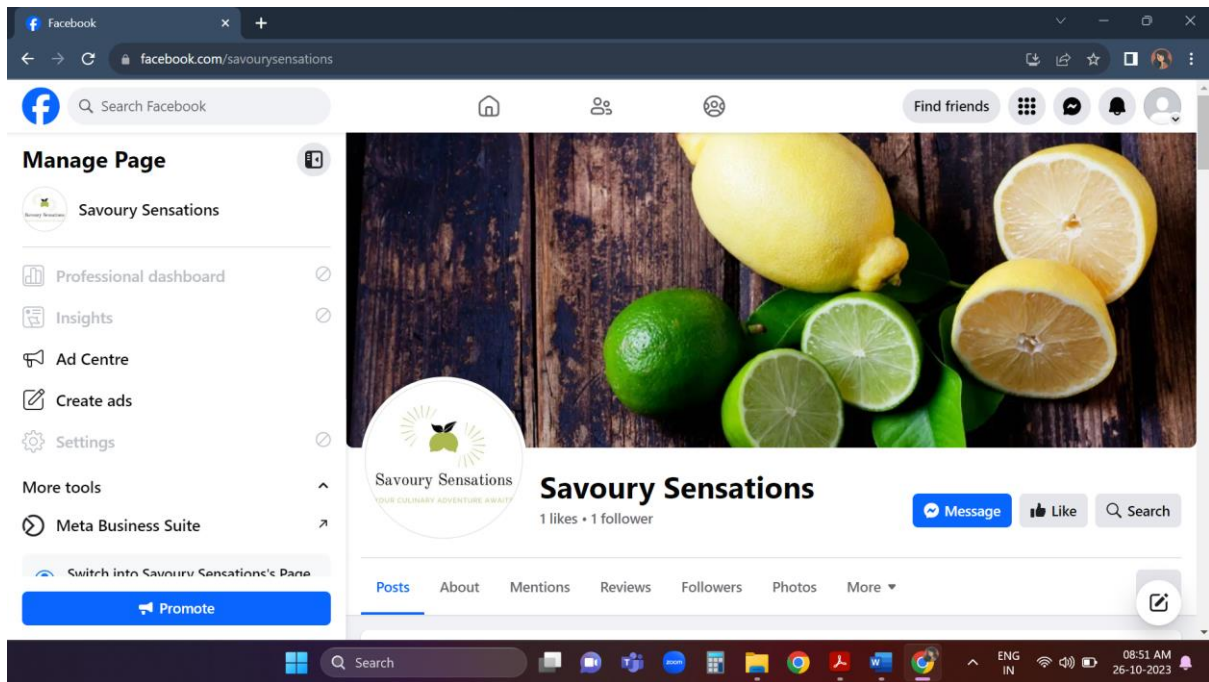 Facebook
facebook.com/savourysensations
Search Facebook
Find friends
Manage Page
Savoury Sensations
Professional dashboard
Insights
Ad Centre
Create ads
Settings
More tools
Meta Business Suite
Switch into Savoury Sensations's Page
Promote
Savoury Sensations
YOUR CULINARY ADVENTURE AWAITS
Savoury Sensations
1 likes • 1 follower
Message
Like
Search
Posts About Mentions Reviews Followers Photos More
Search
zoom
ENG
IN
08:51 AM
26-10-2023